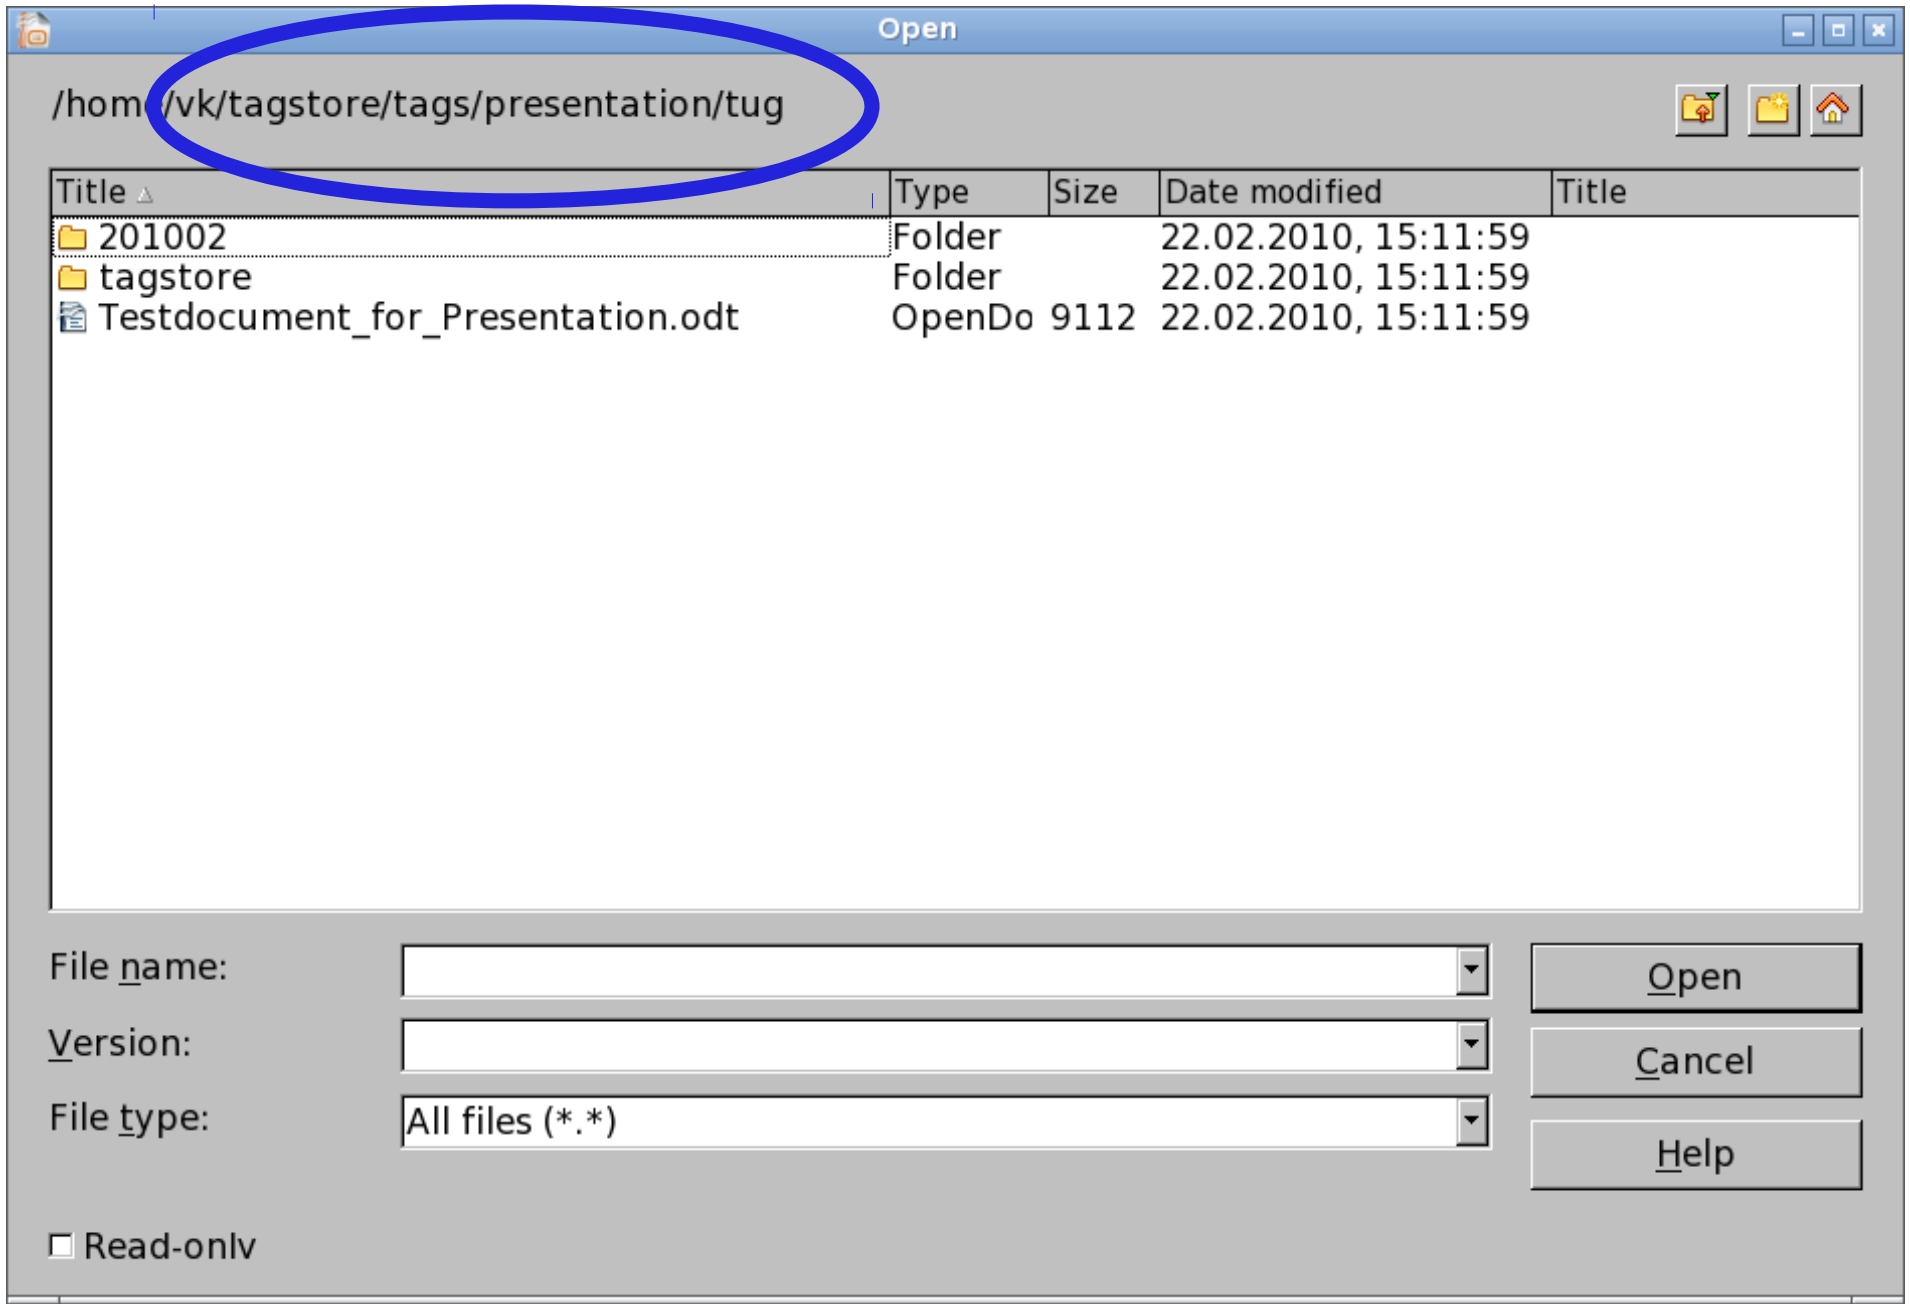 Open
/home/vk/tagstore/tags/presentation/tug
Title Type Size Date modified Title
201002 Folder 22.02.2010, 15:11:59
tagstore Folder 22.02.2010, 15:11:59
Testdocument_for_Presentation.odt OpenDo 9112 22.02.2010, 15:11:59
File name:
Open
Version:
Cancel
File type: All files (*.*)
Help
Read-only